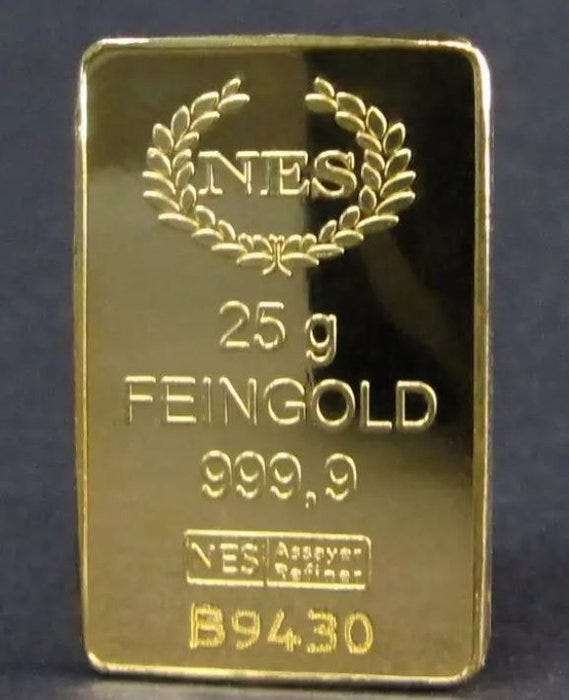 NES
25 g
FEINGOLD
999,9
NES Assayer
Refiner
B9430